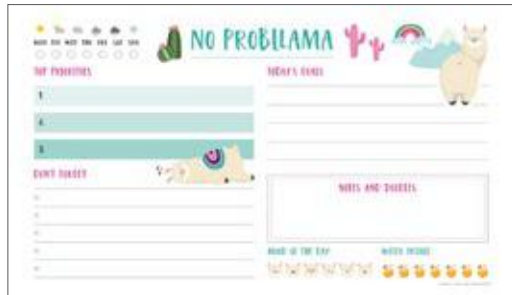 MON TUE WED THU FRI SAT SUN
NO PROBLLAMA
TOP PRIORITIES
1.
2.
3.
TODAY'S GOALS
DON'T FORGET
NOTES AND DOODLES
MOOD OF THE DAY
WATER INTAKE